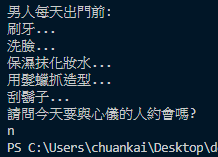 男人每天出門前:
刷牙...
洗臉...
保濕抹化妝水...
用髮蠟抓造型...
刮鬍子...
請問今天要與心儀的人約會嗎?
n
PS C:\Users\chuankai\Desktop\d